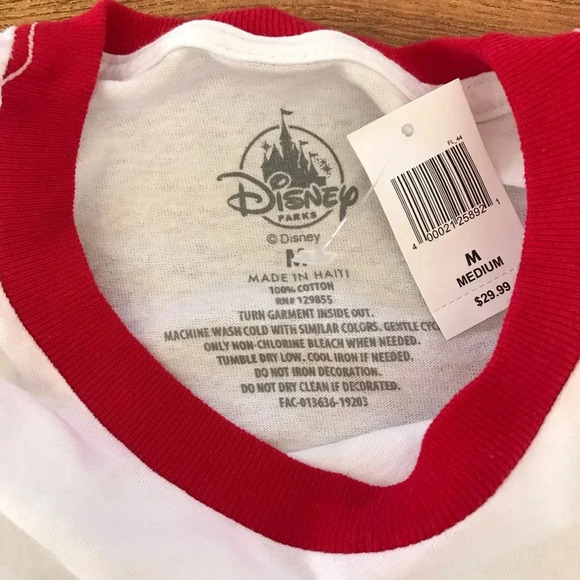 Disney
PARKS
© Disney
M
MADE IN HAITI
100% COTTON
RN# 129855
TURN GARMENT INSIDE OUT.
MACHINE WASH COLD WITH SIMILAR COLORS. GENTLE CYC
ONLY NON-CHLORINE BLEACH WHEN NEEDED.
TUMBLE DRY LOW. COOL IRON IF NEEDED.
DO NOT IRON DECORATION.
DO NOT DRY CLEAN IF DECORATED.
FAC-013636-19203
FL 44
4 00021 25892 1
M
MEDIUM
$29.99